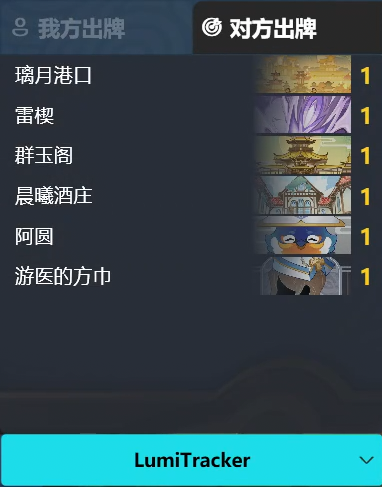 我方出牌 对方出牌
璃月港口 1
雷楔 1
群玉阁 1
晨曦酒庄 1
阿圆 1
游医的方巾 1
LumiTracker